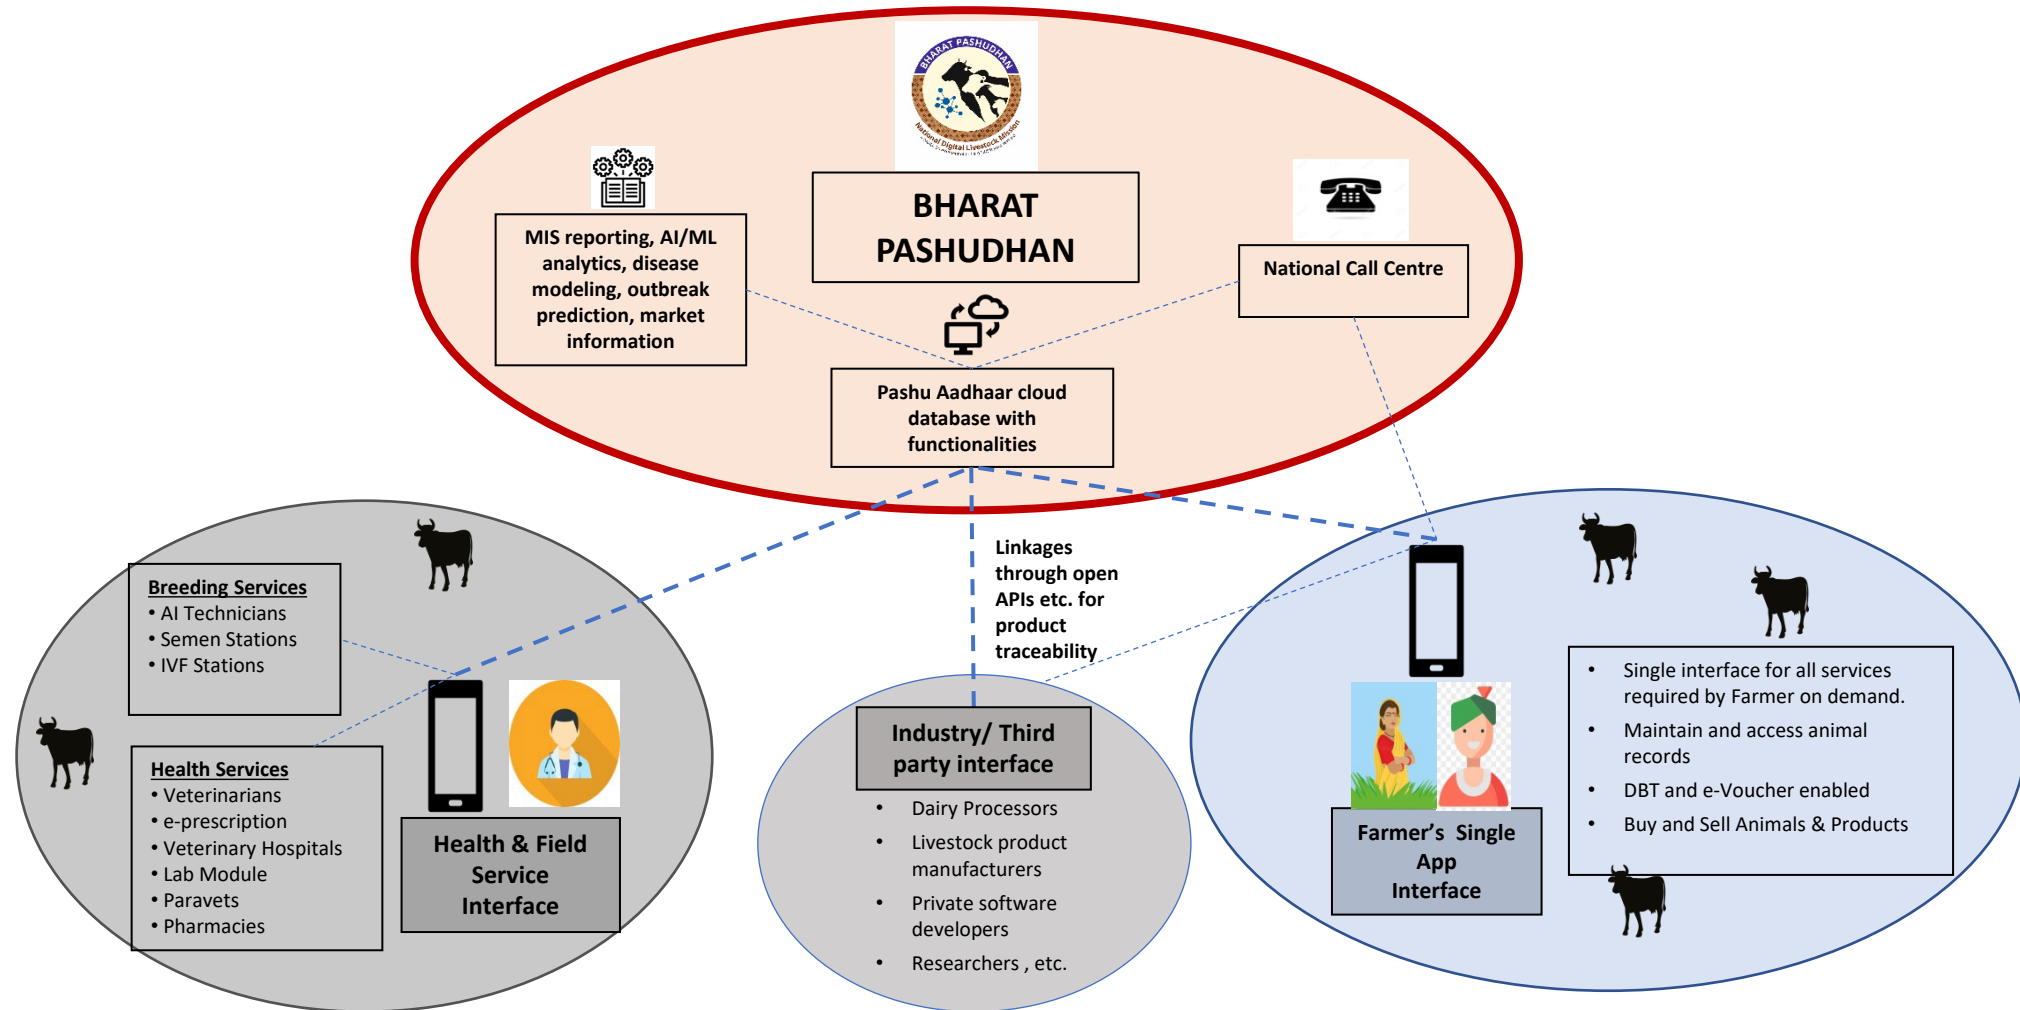 BHARAT PASHUDHAN
National Digital Livestock Mission
BHARAT
PASHUDHAN
MIS reporting, AI/ML
analytics, disease
modeling, outbreak
prediction, market
information
National Call Centre
Pashu Aadhaar cloud
database with
functionalities
Linkages
through open
APIs etc. for
product
traceability
Breeding Services
• AI Technicians
• Semen Stations
• IVF Stations
Health Services
• Veterinarians
• e-prescription
• Veterinary Hospitals
• Lab Module
• Paravets
• Pharmacies
Health & Field
Service
Interface
Industry/ Third
party interface
• Dairy Processors
• Livestock product
manufacturers
• Private software
developers
• Researchers , etc.
Farmer’s Single
App
Interface
• Single interface for all services
required by Farmer on demand.
• Maintain and access animal
records
• DBT and e-Voucher enabled
• Buy and Sell Animals & Products